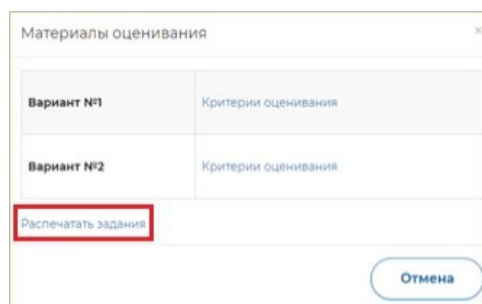 Материалы оценивания ×
Вариант №1 Критерии оценивания
Вариант №2 Критерии оценивания
Распечатать задания
Отмена